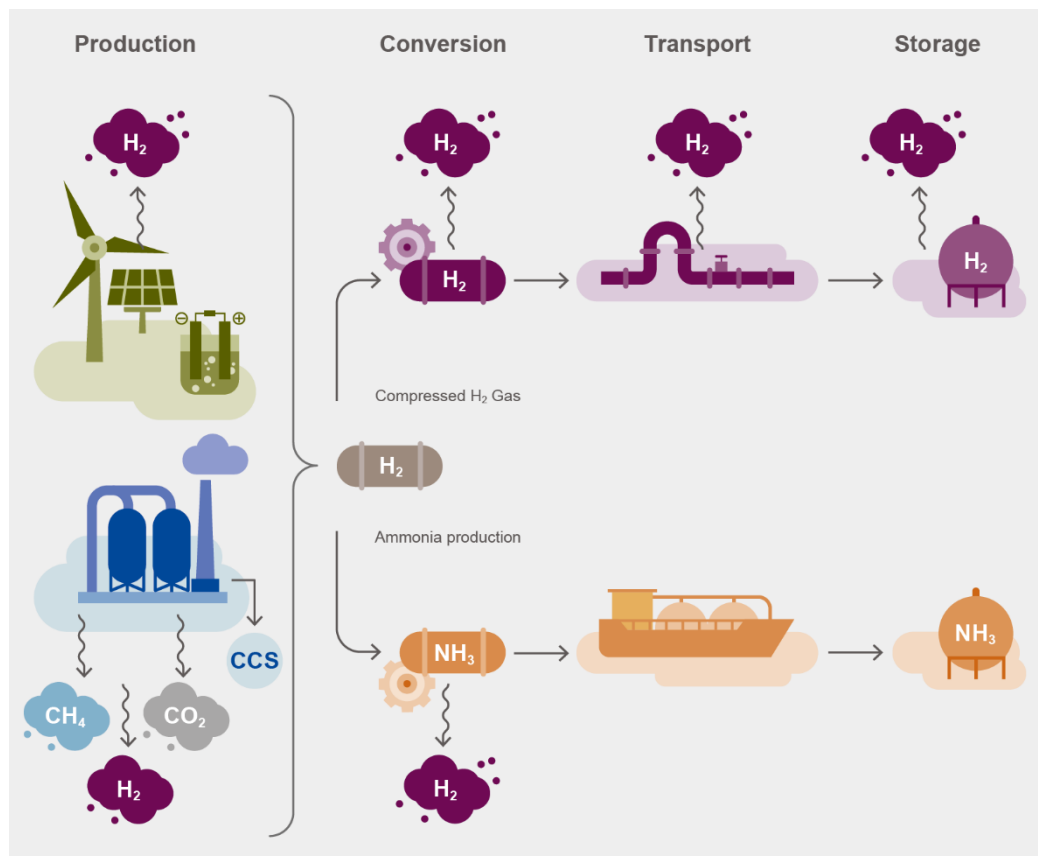 Production
Conversion
Transport
Storage
H₂
H₂
H₂
H₂
⊖ ⊕
H₂
H₂
Compressed H₂ Gas
H₂
Ammonia production
CCS
NH₃
NH₃
CH₄
CO₂
H₂
H₂